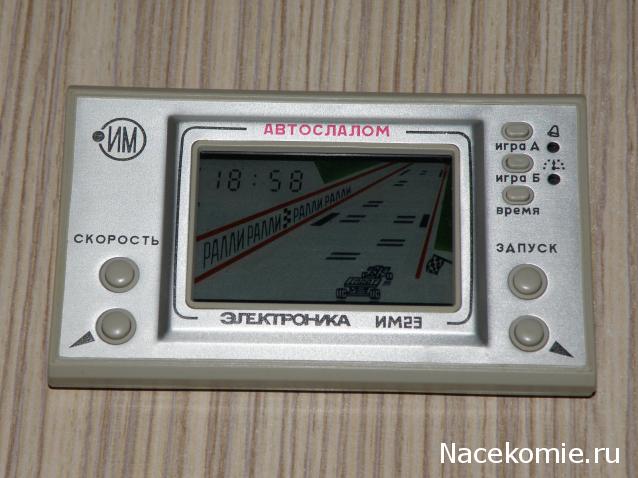 ИМ
АВТОСЛАЛОМ
игра А
игра Б
время
18:58
РАЛЛИ РАЛЛИ РАЛЛИ РАЛЛИ
СКОРОСТЬ
ЗАПУСК
ЭЛЕКТРОНИКА ИМ23
Nacekomie.ru